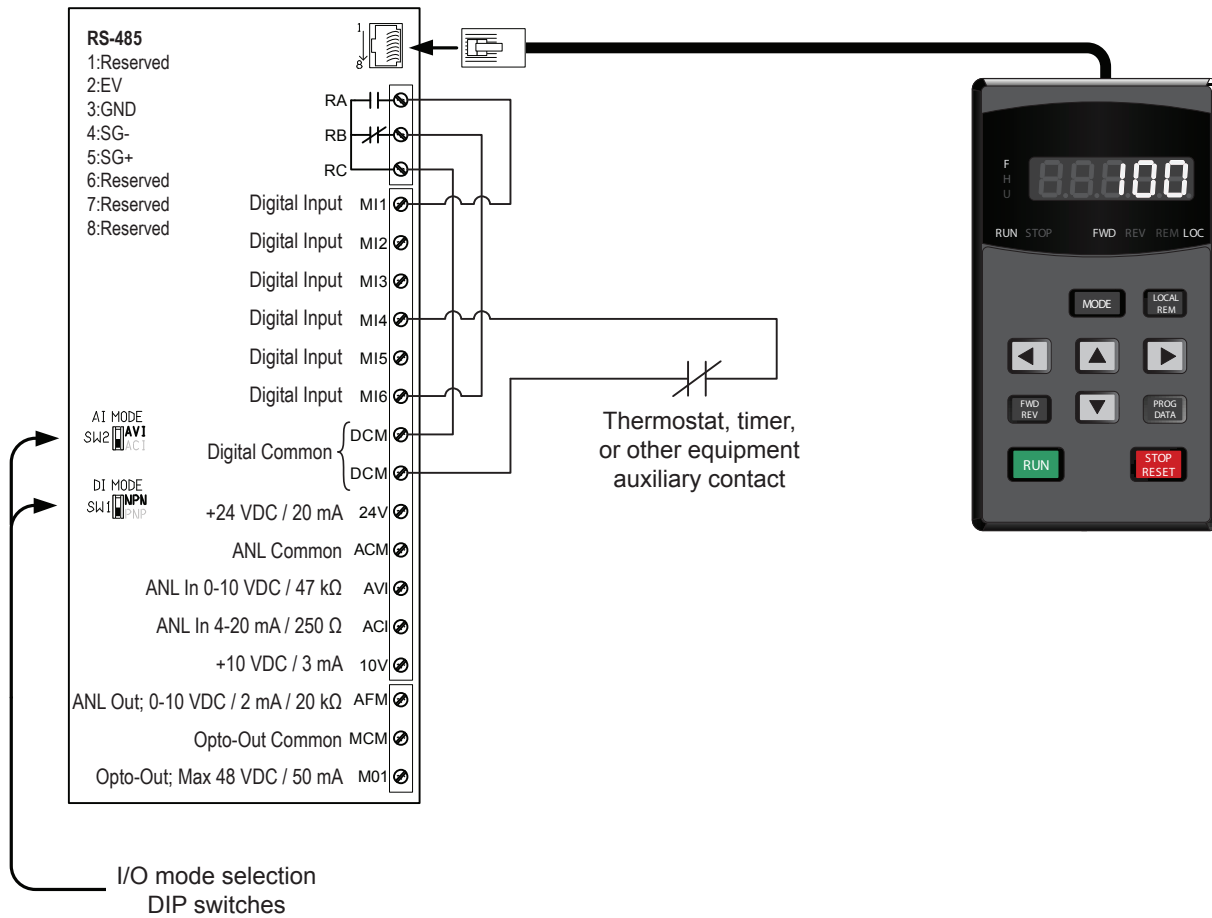 RS-485
1:Reserved
2:EV
3:GND
4:SG-
5:SG+
6:Reserved
7:Reserved
8:Reserved
1
8
RA
RB
RC
Digital Input MI1
Digital Input MI2
Digital Input MI3
Digital Input MI4
Digital Input MI5
Digital Input MI6
Digital Common
DCM
DCM
+24 VDC / 20 mA 24V
ANL Common ACM
ANL In 0-10 VDC / 47 kΩ AVI
ANL In 4-20 mA / 250 Ω ACI
+10 VDC / 3 mA 10V
ANL Out; 0-10 VDC / 2 mA / 20 kΩ AFM
Opto-Out Common MCM
Opto-Out; Max 48 VDC / 50 mA M01
AI MODE
SW2 AVI
ACI
DI MODE
SW1 NPN
PNP
I/O mode selection
DIP switches
Thermostat, timer,
or other equipment
auxiliary contact
F
H
U
100
RUN STOP FWD REV REM LOC
MODE
LOCAL
REM
FWD
REV
PROG
DATA
RUN
STOP
RESET